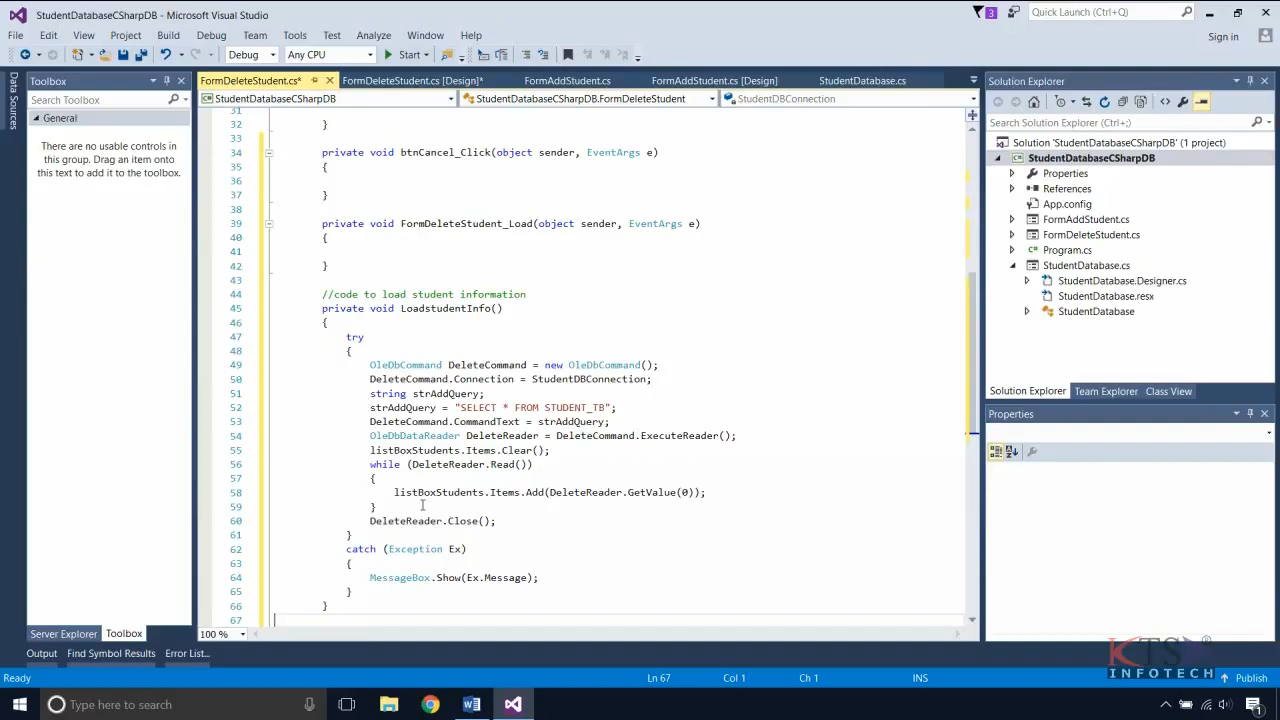 StudentDatabaseCSharpDB - Microsoft Visual Studio
3
Quick Launch (Ctrl+Q)
File Edit View Project Build Debug Team Tools Test Analyze Window Help
Sign in
Debug Any CPU Start
Data Sources
Toolbox
Search Toolbox
General
There are no usable controls in
this group. Drag an item onto
this text to add it to the toolbox.
Server Explorer Toolbox
FormDeleteStudent.cs* FormDeleteStudent.cs [Design]* FormAddStudent.cs FormAddStudent.cs [Design] StudentDatabase.cs
StudentDatabaseCSharpDB StudentDatabaseCSharpDB.FormDeleteStudent StudentDBConnection
31
32 }
33
34 private void btnCancel_Click(object sender, EventArgs e)
35 {
36
37 }
38
39 private void FormDeleteStudent_Load(object sender, EventArgs e)
40 {
41
42 }
43
44 //code to load student information
45 private void LoadstudentInfo()
46 {
47 try
48 {
49 OleDbCommand DeleteCommand = new OleDbCommand();
50 DeleteCommand.Connection = StudentDBConnection;
51 string strAddQuery;
52 strAddQuery = "SELECT * FROM STUDENT_TB";
53 DeleteCommand.CommandText = strAddQuery;
54 OleDbDataReader DeleteReader = DeleteCommand.ExecuteReader();
55 listBoxStudents.Items.Clear();
56 while (DeleteReader.Read())
57 {
58 listBoxStudents.Items.Add(DeleteReader.GetValue(0));
59 }
60 DeleteReader.Close();
61 }
62 catch (Exception Ex)
63 {
64 MessageBox.Show(Ex.Message);
65 }
66 }
67
100 %
Solution Explorer
Search Solution Explorer (Ctrl+;)
Solution 'StudentDatabaseCSharpDB' (1 project)
StudentDatabaseCSharpDB
Properties
References
App.config
FormAddStudent.cs
FormDeleteStudent.cs
Program.cs
StudentDatabase.cs
StudentDatabase.Designer.cs
StudentDatabase.resx
StudentDatabase
Solution Explorer Team Explorer Class View
Properties
KTS
INFOTECH
Output Find Symbol Results Error List...
Ready Ln 67 Col 1 Ch 1 INS Publish
Type here to search
1